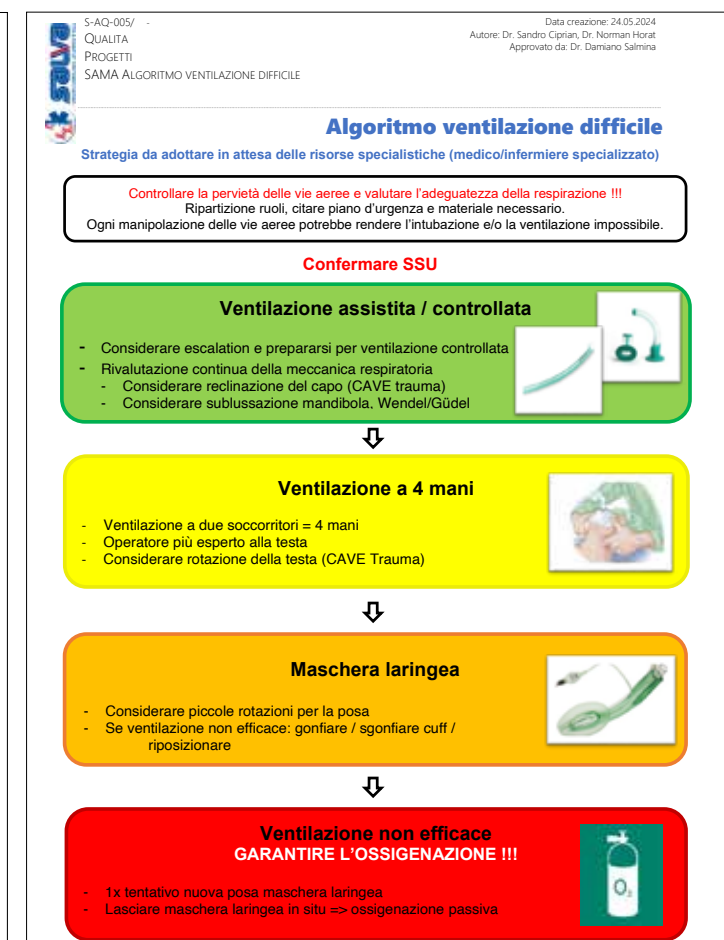 S-AQ-005/ -
QUALITA
PROGETTI
SAMA ALGORITMO VENTILAZIONE DIFFICILE
Data creazione: 24.05.2024
Autore: Dr. Sandro Ciprian, Dr. Norman Horat
Approvato da: Dr. Damiano Salmina
Algoritmo ventilazione difficile
Strategia da adottare in attesa delle risorse specialistiche (medico/infermiere specializzato)
Controllare la pervietà delle vie aeree e valutare l'adeguatezza della respirazione !!!
Ripartizione ruoli, citare piano d'urgenza e materiale necessario.
Ogni manipolazione delle vie aeree potrebbe rendere l'intubazione e/o la ventilazione impossibile.
Confermare SSU
Ventilazione assistita / controllata
- Considerare escalation e prepararsi per ventilazione controllata
- Rivalutazione continua della meccanica respiratoria
- Considerare reclinazione del capo (CAVE trauma)
- Considerare sublussazione mandibola, Wendel/Güdel
Ventilazione a 4 mani
- Ventilazione a due soccorritori = 4 mani
- Operatore più esperto alla testa
- Considerare rotazione della testa (CAVE Trauma)
Maschera laringea
- Considerare piccole rotazioni per la posa
- Se ventilazione non efficace: gonfiare / sgonfiare cuff /
riposizionare
Ventilazione non efficace
GARANTIRE L'OSSIGENAZIONE !!!
- 1x tentativo nuova posa maschera laringea
- Lasciare maschera laringea in situ => ossigenazione passiva
O₂